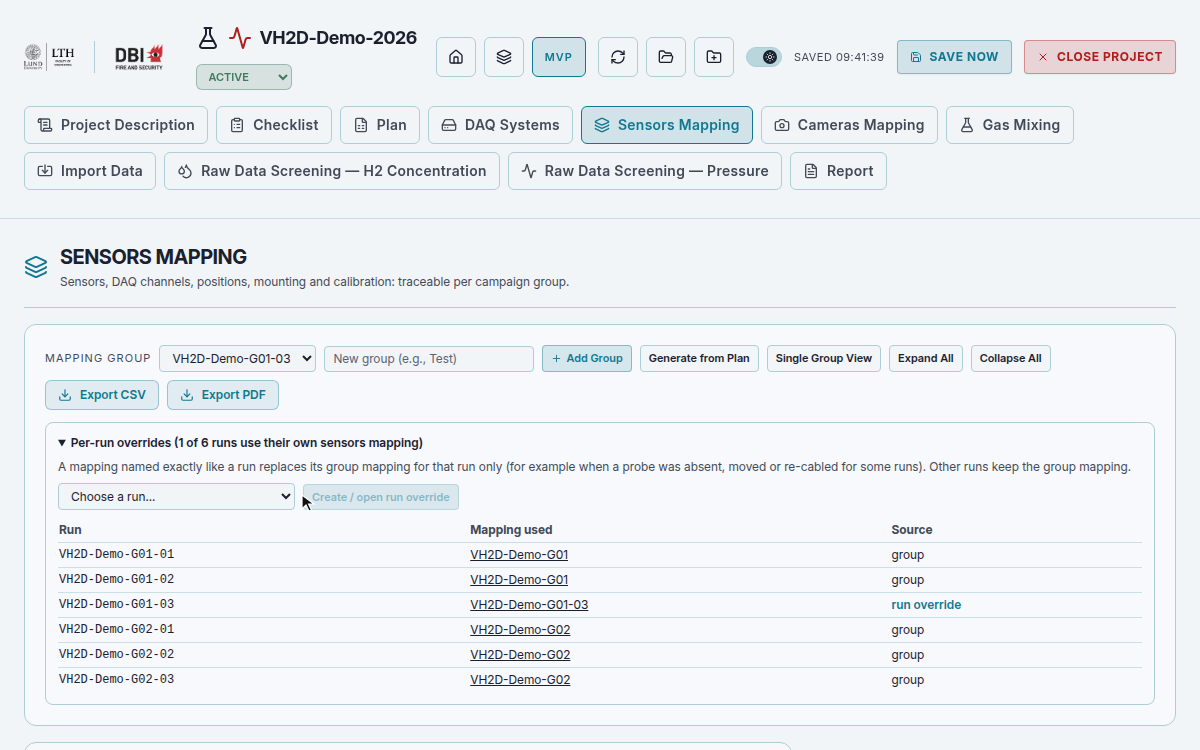 LUND
UNIVERSITY
LTH
DBI
FIRE AND SECURITY
VH2D-Demo-2026
ACTIVE
MVP
SAVED 09:41:39
SAVE NOW
CLOSE PROJECT
Project Description
Checklist
Plan
DAQ Systems
Sensors Mapping
Cameras Mapping
Gas Mixing
Import Data
Raw Data Screening — H2 Concentration
Raw Data Screening — Pressure
Report
SENSORS MAPPING
Sensors, DAQ channels, positions, mounting and calibration: traceable per campaign group.
MAPPING GROUP
VH2D-Demo-G01-03
New group (e.g., Test)
+ Add Group
Generate from Plan
Single Group View
Expand All
Collapse All
Export CSV
Export PDF
▼ Per-run overrides (1 of 6 runs use their own sensors mapping)
A mapping named exactly like a run replaces its group mapping for that run only (for example when a probe was absent, moved or re-cabled for some runs). Other runs keep the group mapping.
Choose a run...
Create / open run override
Run Mapping used Source
VH2D-Demo-G01-01 VH2D-Demo-G01 group
VH2D-Demo-G01-02 VH2D-Demo-G01 group
VH2D-Demo-G01-03 VH2D-Demo-G01-03 run override
VH2D-Demo-G02-01 VH2D-Demo-G02 group
VH2D-Demo-G02-02 VH2D-Demo-G02 group
VH2D-Demo-G02-03 VH2D-Demo-G02 group